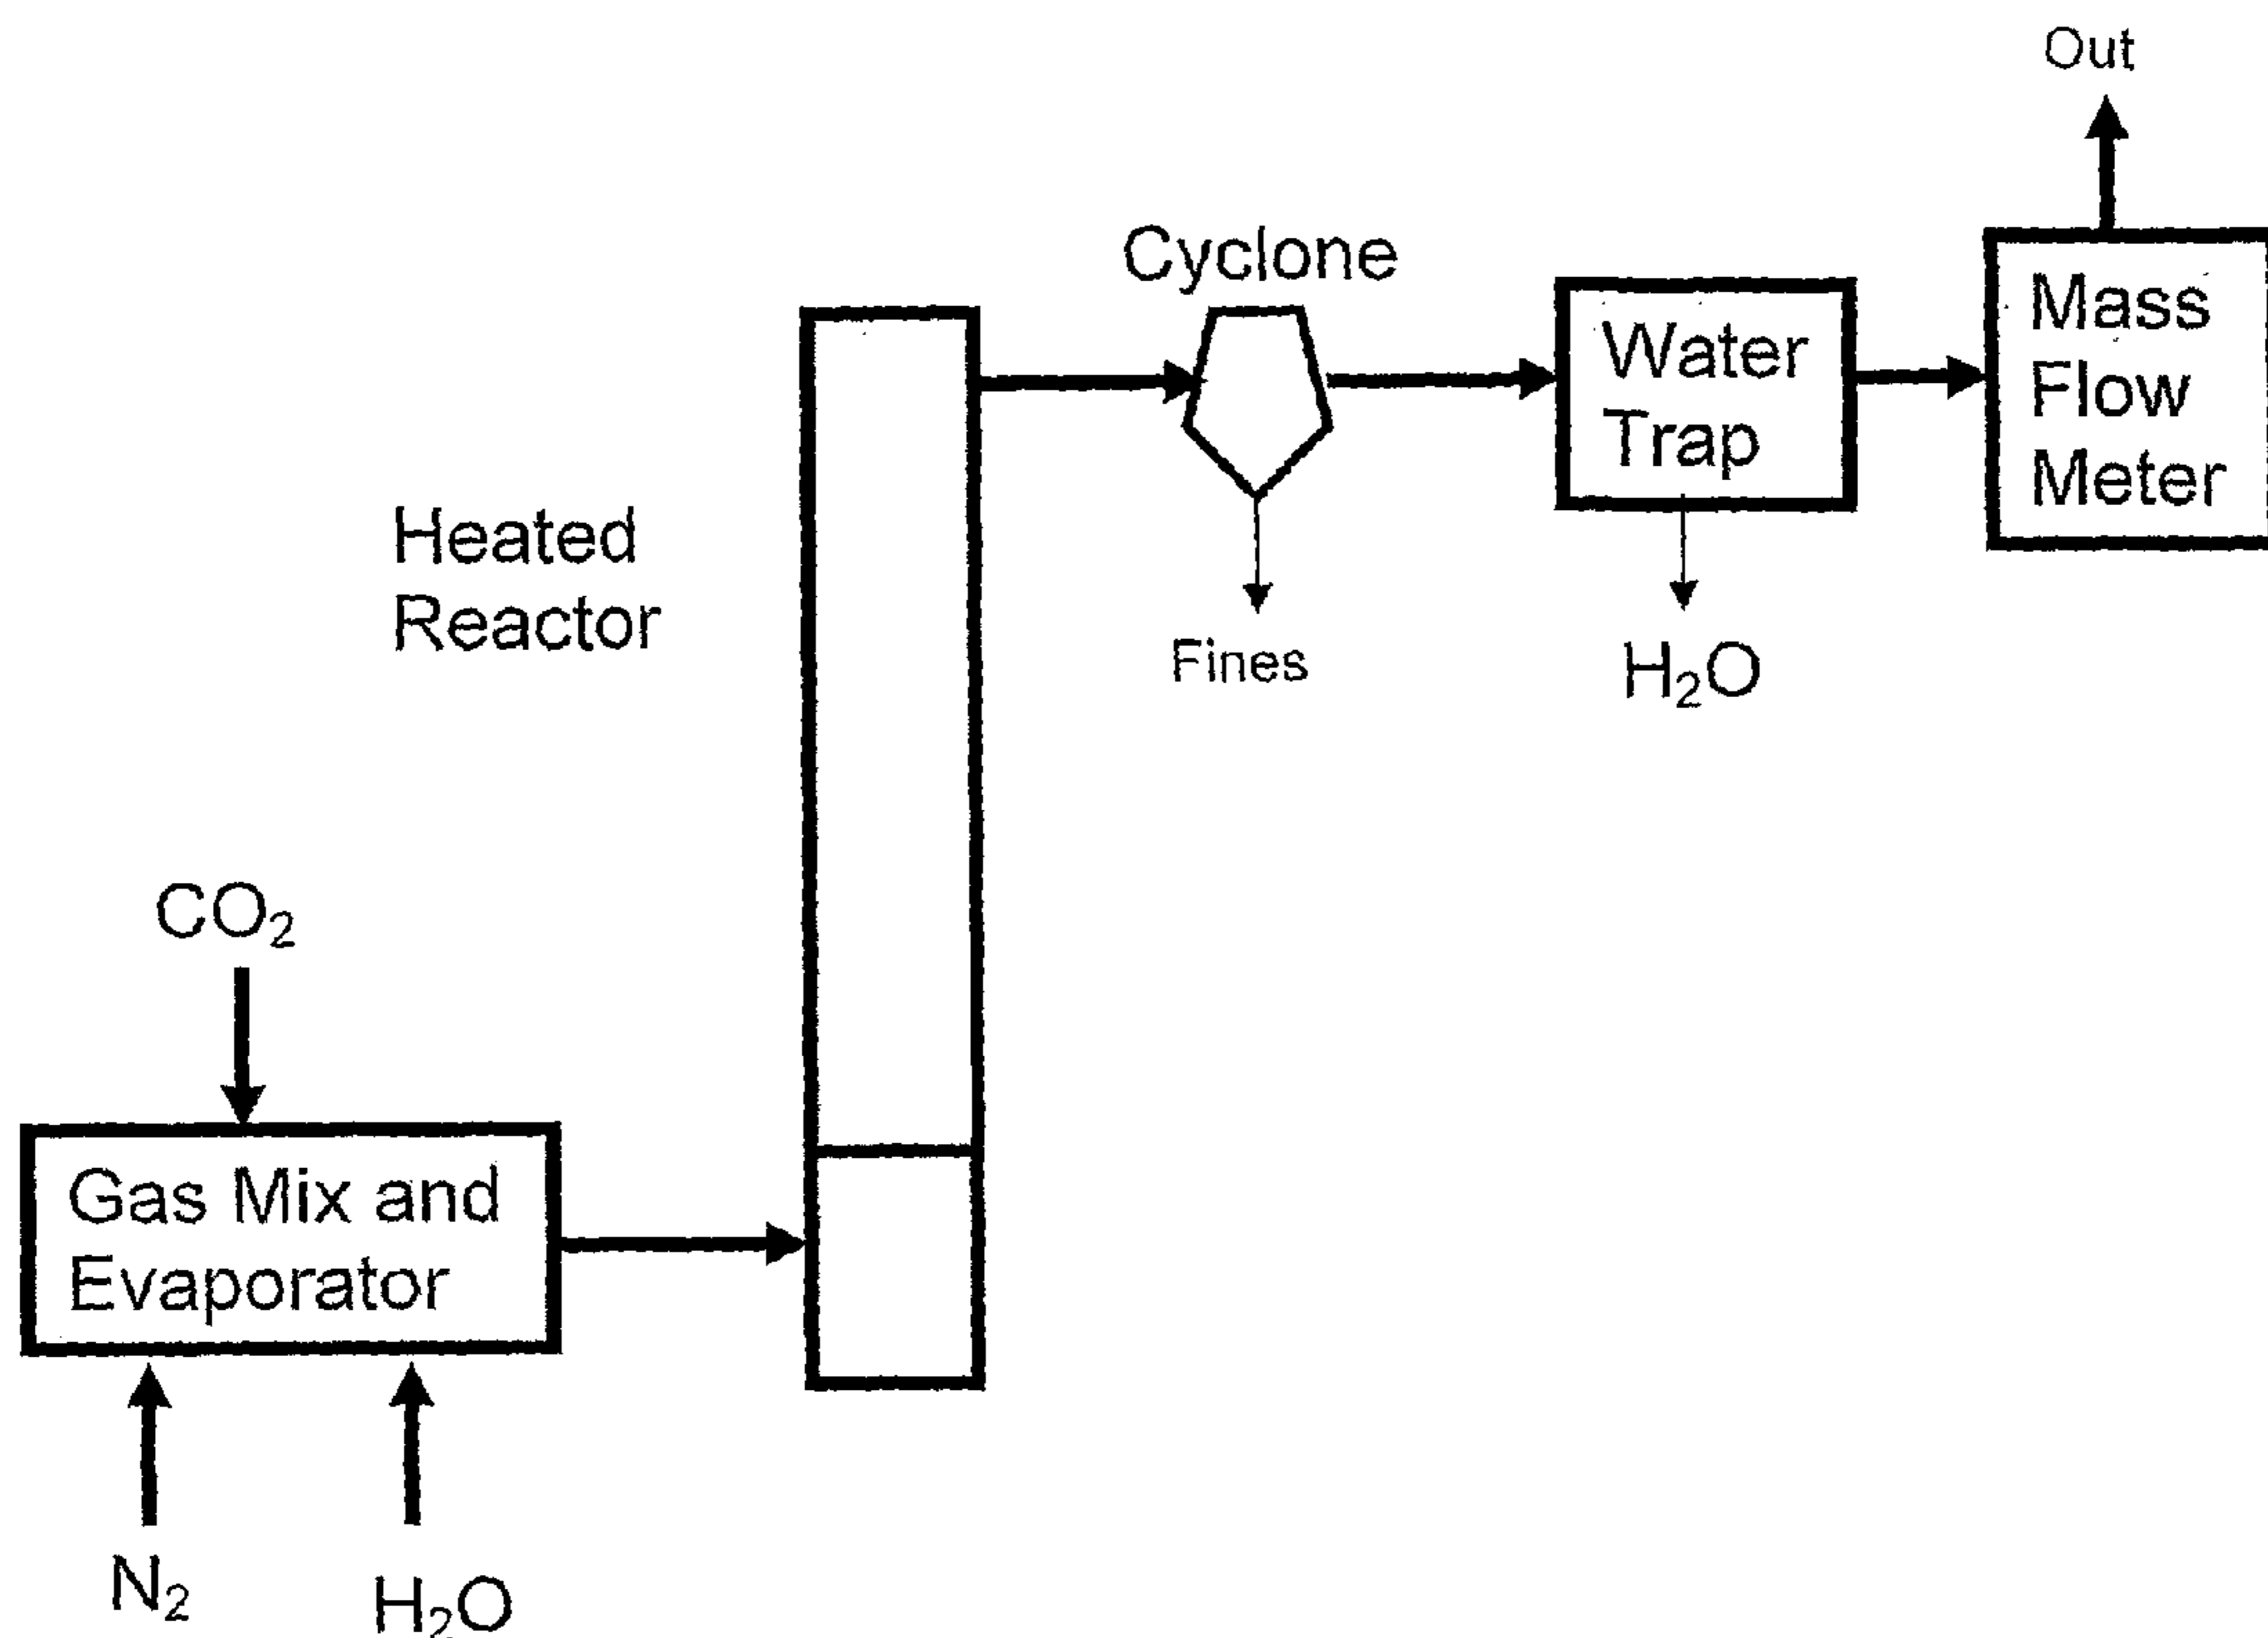 Out
Cyclone
Mass
Flow
Meter
Water
Trap
Heated
Reactor
Fines
H₂O
CO₂
Gas Mix and
Evaporator
N₂
H₂O